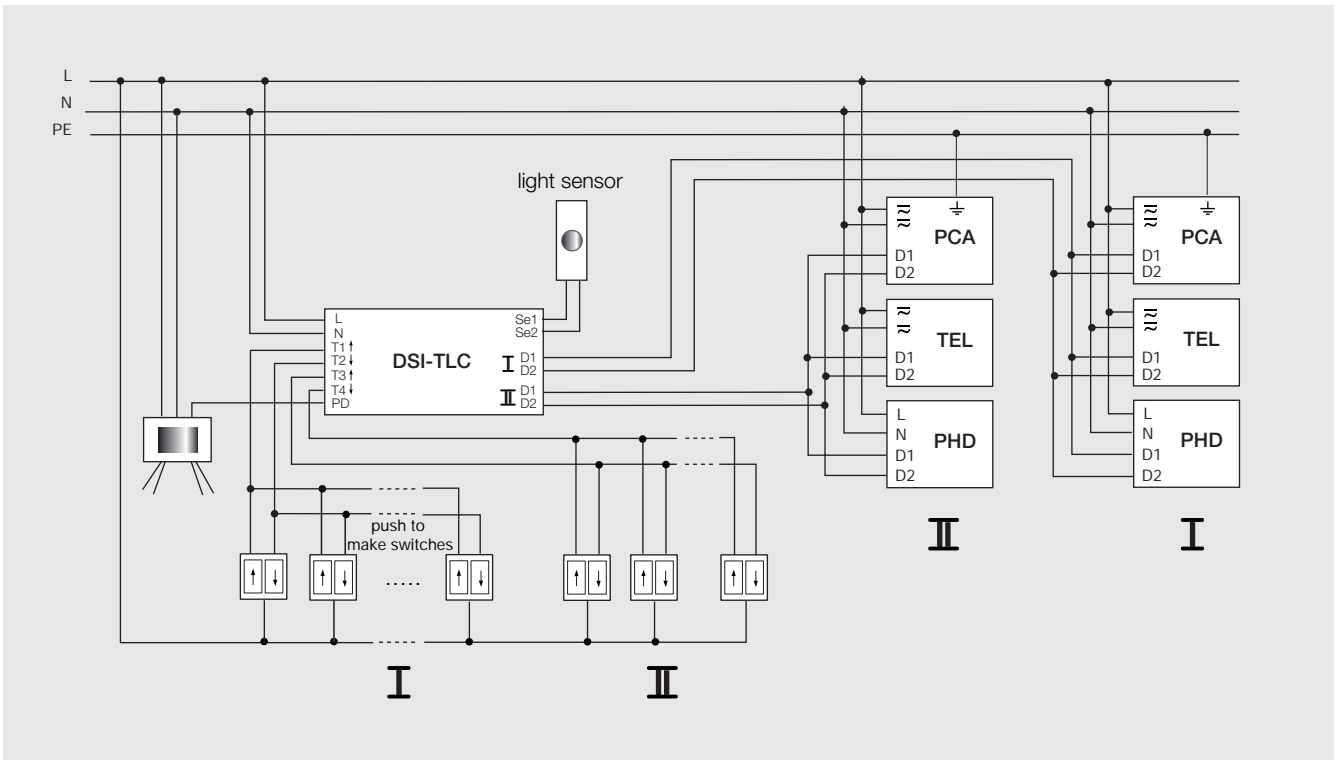 L
N
PE
light sensor
DSI-TLC
L
N
T1↑
T2↓
T3↑
T4↓
PD
Se1
Se2
I D1
D2
II D1
D2
PCA
D1
D2
TEL
D1
D2
PHD
L
N
D1
D2
II
PCA
D1
D2
TEL
D1
D2
PHD
L
N
D1
D2
I
push to
make switches
↑ ↓
↑ ↓
.....
↑ ↓
↑ ↓
↑ ↓
↑ ↓
I
II